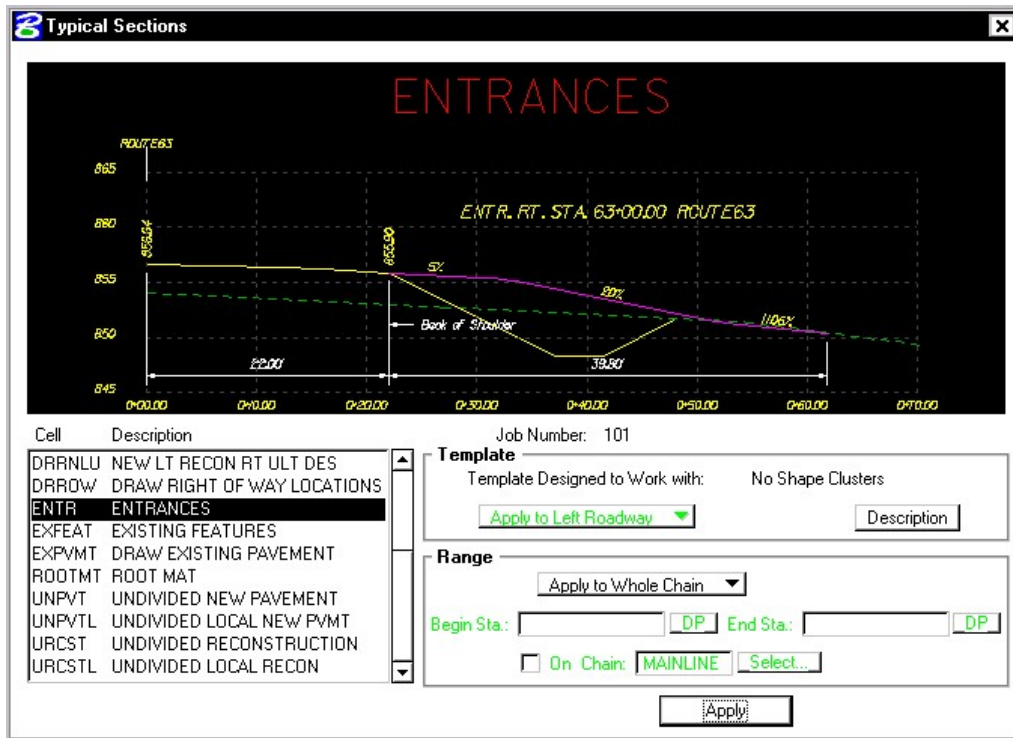 Typical Sections
ENTRANCES
ROUTE63
865
860
855
850
845
856.64
855.90
ENTR. RT. STA. 63+00.00 ROUTE63
5%
20%
11.06%
Back of Shoulder
22.00'
39.80'
0+00.00 0+10.00 0+20.00 0+30.00 0+40.00 0+50.00 0+60.00 0+70.00
Cell Description Job Number: 101
DRRNLU NEW LT RECON RT ULT DES
DRROW DRAW RIGHT OF WAY LOCATIONS
ENTR ENTRANCES
EXFEAT EXISTING FEATURES
EXPVMT DRAW EXISTING PAVEMENT
ROOTMT ROOT MAT
UNPVT UNDIVIDED NEW PAVEMENT
UNPVTL UNDIVIDED LOCAL NEW PVMT
URCST UNDIVIDED RECONSTRUCTION
URCSTL UNDIVIDED LOCAL RECON
Template
Template Designed to Work with: No Shape Clusters
Apply to Left Roadway Description
Range
Apply to Whole Chain
Begin Sta.: DP End Sta.: DP
On Chain: MAINLINE Select...
Apply